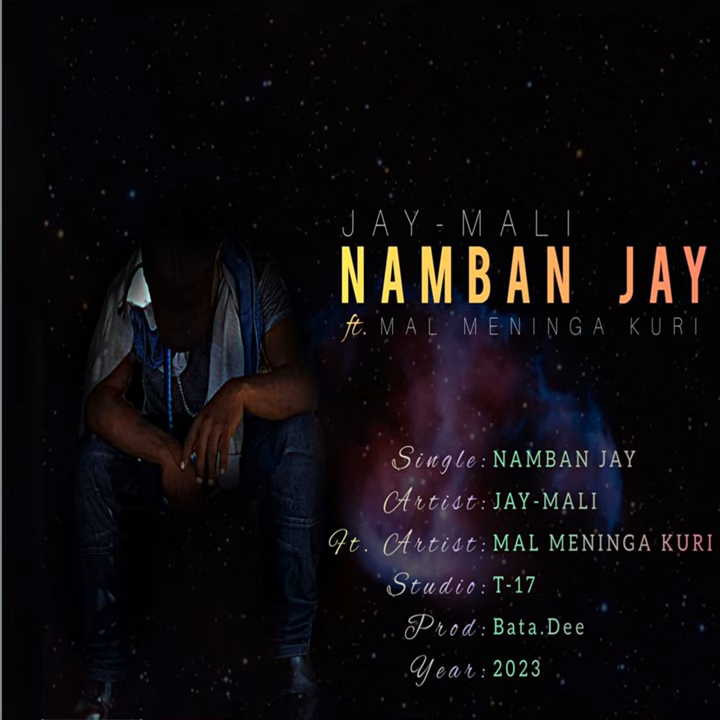 JAY-MALI
NAMBAN JAY
ft. MAL MENINGA KURI
Single: NAMBAN JAY
Artist: JAY-MALI
Ft. Artist: MAL MENINGA KURI
Studio: T-17
Prod: Bata.Dee
Year: 2023